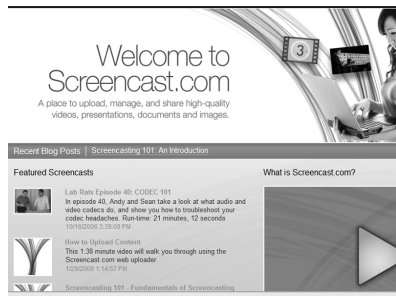 Welcome to
Screencast.com
A place to upload, manage, and share high-quality
videos, presentations, documents and images.
3
Recent Blog Posts | Screencasting 101: An Introduction
Featured Screencasts
What is Screencast.com?
Lab Rats Episode 40: CODEC 101
In episode 40, Andy and Sean take a look at what audio and
video codecs do, and show you how to troubleshoot your
codec headaches. Run-time: 21 minutes, 12 seconds
10/16/2006 3:39:09 PM
How to Upload Content
This 1:38 minute video will walk you through using the
Screencast.com web uploader.
1/29/2008 1:14:57 PM
Screencasting 101 - Fundamentals of Screencasting